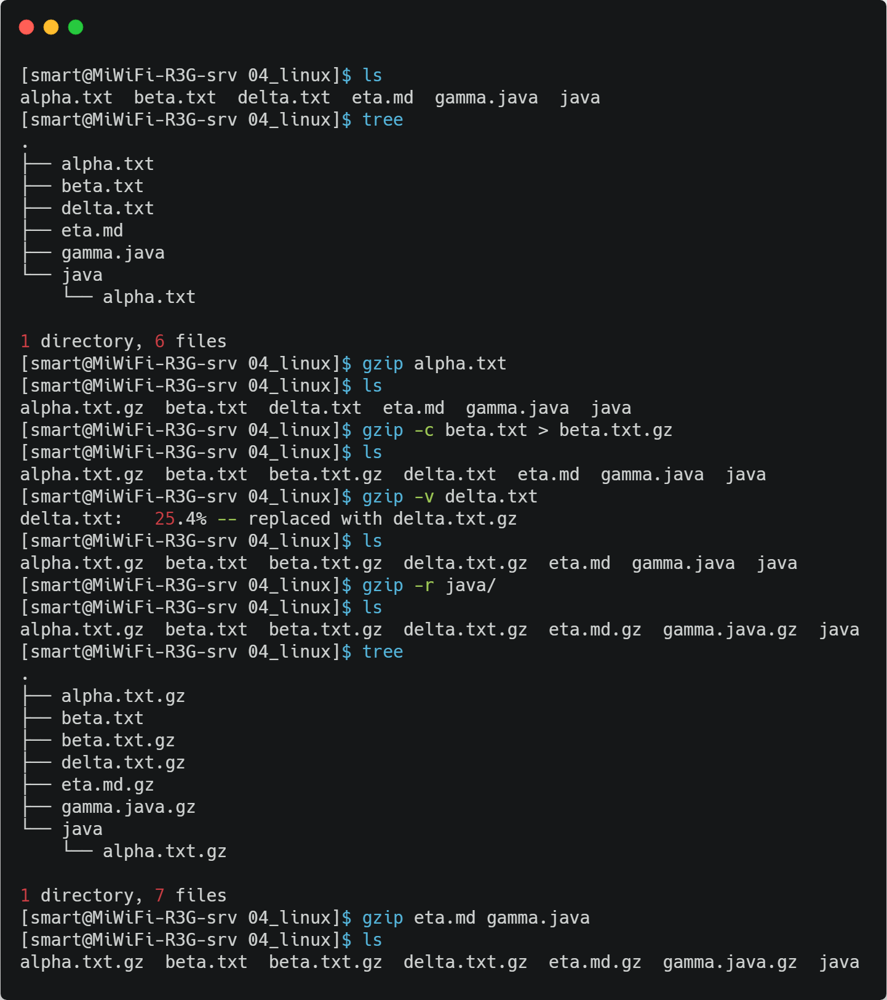 [smart@MiWiFi-R3G-srv 04_linux]$ ls
alpha.txt  beta.txt  delta.txt  eta.md  gamma.java  java
[smart@MiWiFi-R3G-srv 04_linux]$ tree
.
├── alpha.txt
├── beta.txt
├── delta.txt
├── eta.md
├── gamma.java
└── java
    └── alpha.txt

1 directory, 6 files
[smart@MiWiFi-R3G-srv 04_linux]$ gzip alpha.txt
[smart@MiWiFi-R3G-srv 04_linux]$ ls
alpha.txt.gz  beta.txt  delta.txt  eta.md  gamma.java  java
[smart@MiWiFi-R3G-srv 04_linux]$ gzip -c beta.txt > beta.txt.gz
[smart@MiWiFi-R3G-srv 04_linux]$ ls
alpha.txt.gz  beta.txt  beta.txt.gz  delta.txt  eta.md  gamma.java  java
[smart@MiWiFi-R3G-srv 04_linux]$ gzip -v delta.txt
delta.txt:   25.4% -- replaced with delta.txt.gz
[smart@MiWiFi-R3G-srv 04_linux]$ ls
alpha.txt.gz  beta.txt  beta.txt.gz  delta.txt.gz  eta.md  gamma.java  java
[smart@MiWiFi-R3G-srv 04_linux]$ gzip -r java/
[smart@MiWiFi-R3G-srv 04_linux]$ ls
alpha.txt.gz  beta.txt  beta.txt.gz  delta.txt.gz  eta.md.gz  gamma.java.gz  java
[smart@MiWiFi-R3G-srv 04_linux]$ tree
.
├── alpha.txt.gz
├── beta.txt
├── beta.txt.gz
├── delta.txt.gz
├── eta.md.gz
├── gamma.java.gz
└── java
    └── alpha.txt.gz

1 directory, 7 files
[smart@MiWiFi-R3G-srv 04_linux]$ gzip eta.md gamma.java
[smart@MiWiFi-R3G-srv 04_linux]$ ls
alpha.txt.gz  beta.txt  beta.txt.gz  delta.txt.gz  eta.md.gz  gamma.java.gz  java